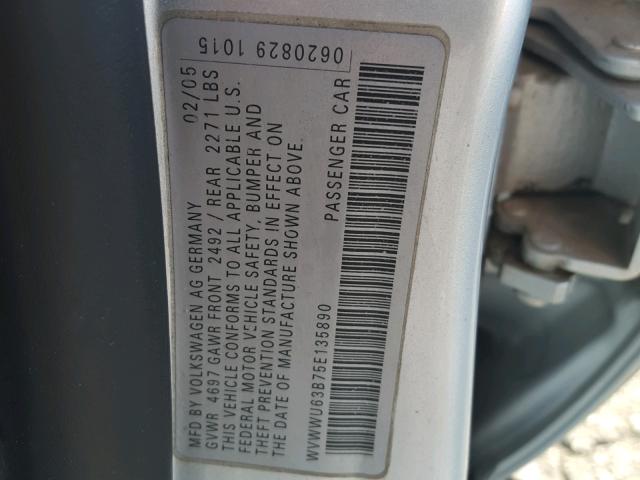 MFD BY VOLKSWAGEN AG GERMANY 02/05
GVWR 4697 GAWR FRONT 2492 / REAR 2271 LBS
THIS VEHICLE CONFORMS TO ALL APPLICABLE U.S.
FEDERAL MOTOR VEHICLE SAFETY, BUMPER AND
THEFT PREVENTION STANDARDS IN EFFECT ON
THE DATE OF MANUFACTURE SHOWN ABOVE.
WVWWU63B75E135890 PASSENGER CAR
0620829 1015